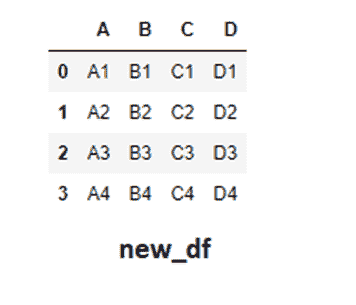 A B C D
0 A1 B1 C1 D1
1 A2 B2 C2 D2
2 A3 B3 C3 D3
3 A4 B4 C4 D4
new_df